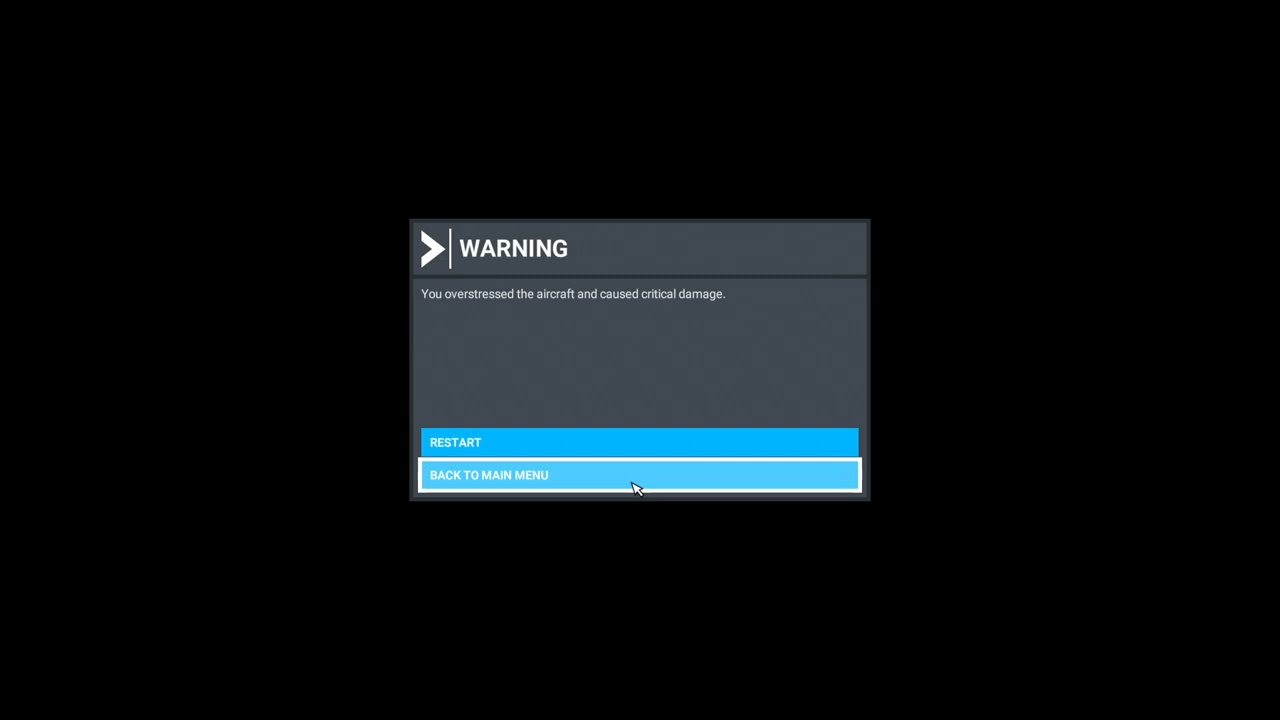 WARNING
You overstressed the aircraft and caused critical damage.
RESTART
BACK TO MAIN MENU